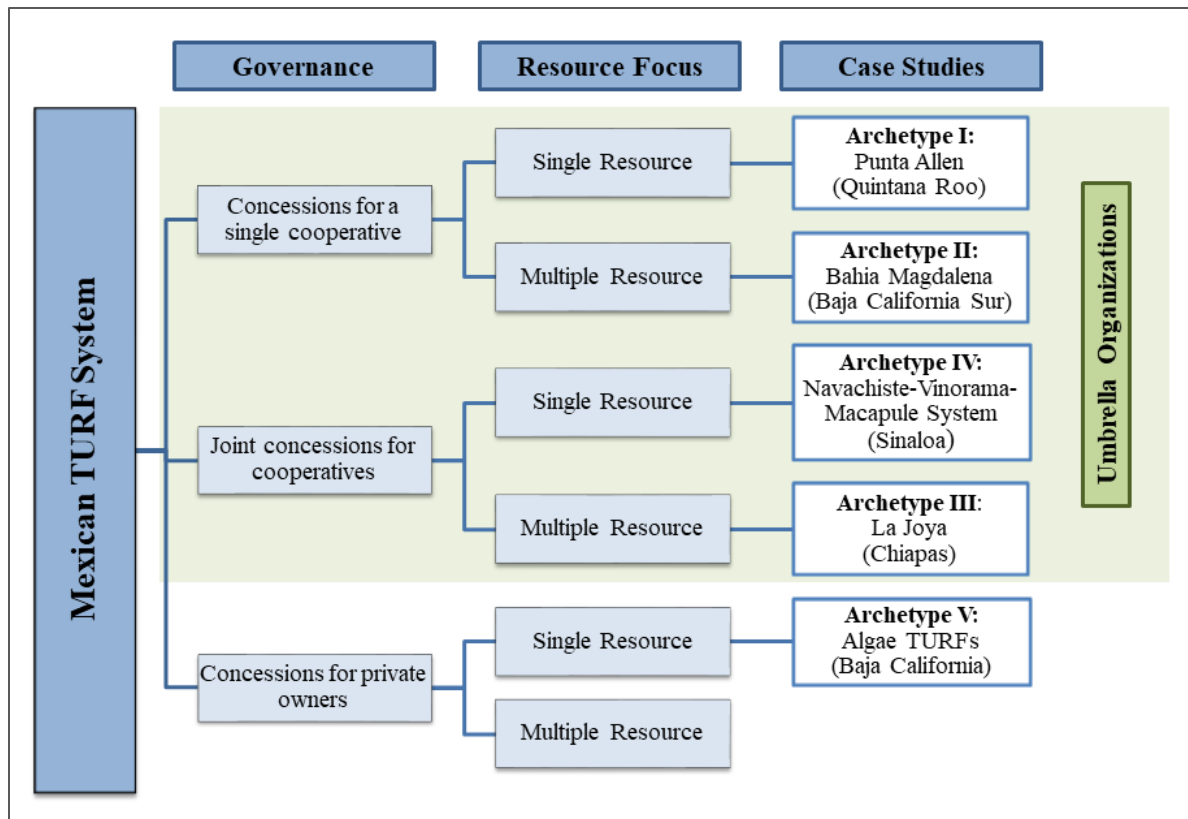 Governance
Resource Focus
Case Studies
Mexican TURF System
Concessions for a
single cooperative
Single Resource
Archetype I:
Punta Allen
(Quintana Roo)
Multiple Resource
Archetype II:
Bahia Magdalena
(Baja California Sur)
Joint concessions for
cooperatives
Single Resource
Archetype IV:
Navachiste-Vinorama-
Macapule System
(Sinaloa)
Multiple Resource
Archetype III:
La Joya
(Chiapas)
Umbrella Organizations
Concessions for private
owners
Single Resource
Archetype V:
Algae TURFs
(Baja California)
Multiple Resource